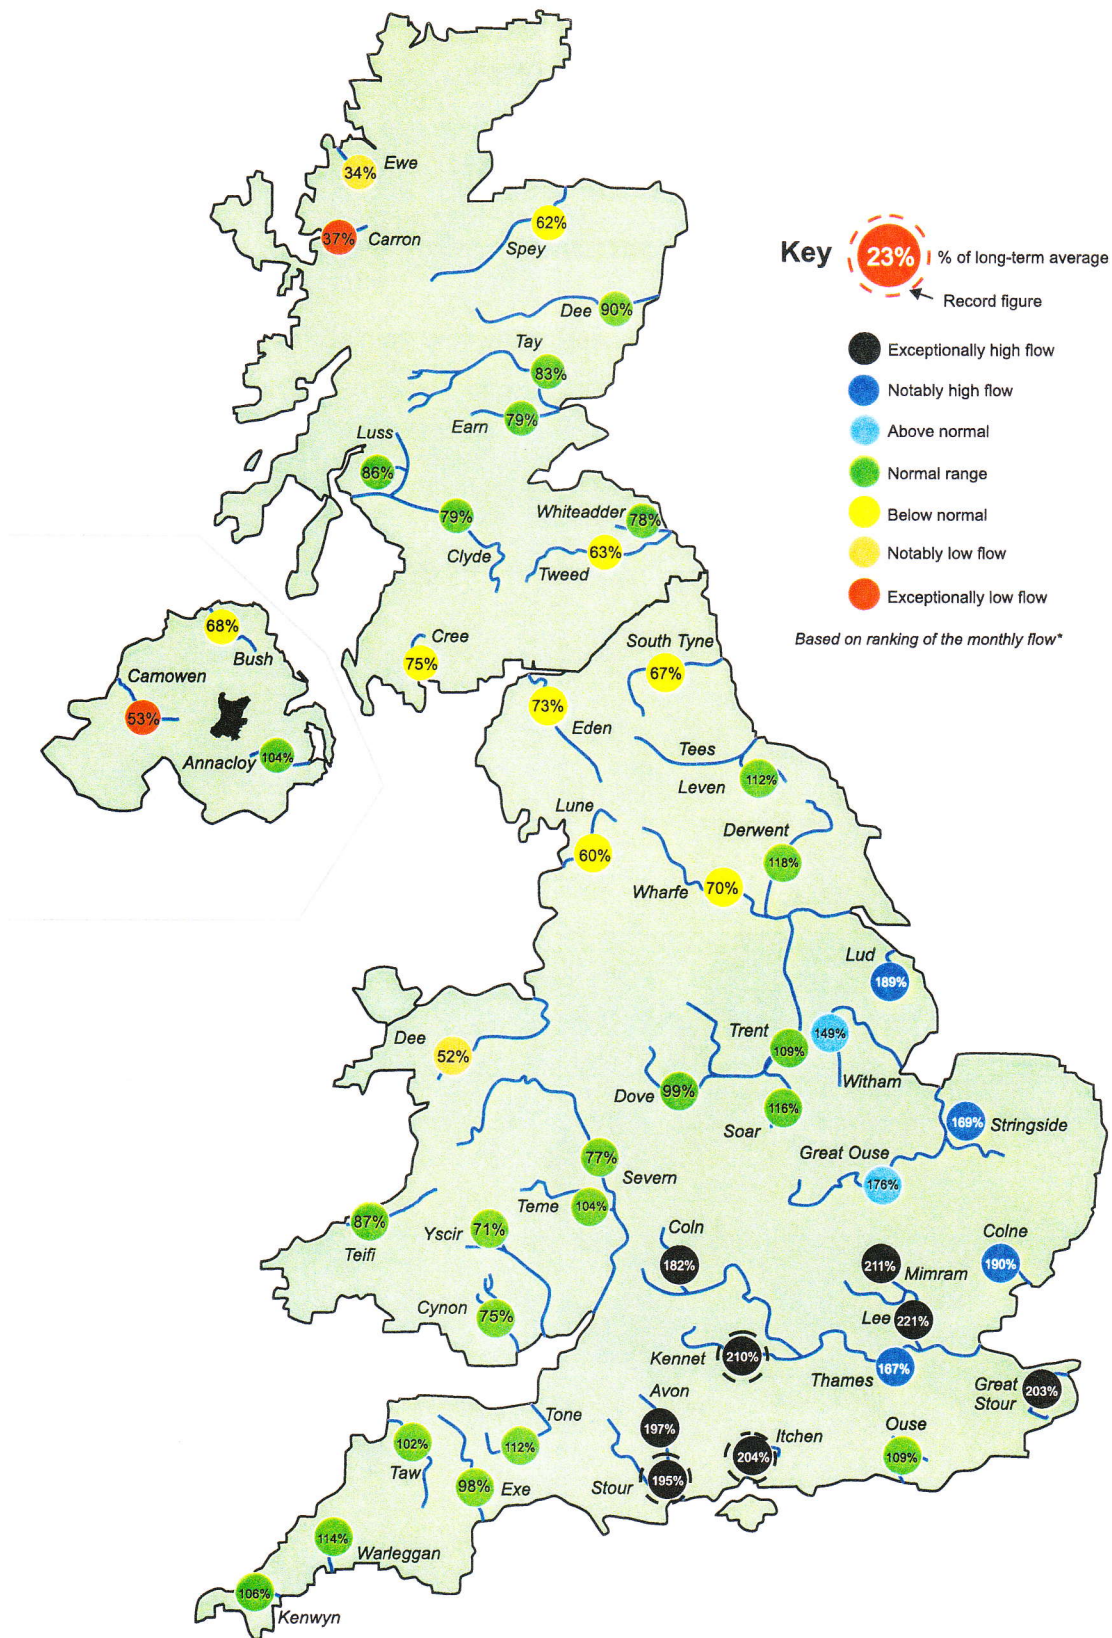 Ewe
34%
37%
Carron
62%
Spey
Key
23%
% of long-term average
Record figure
Exceptionally high flow
Notably high flow
Above normal
Normal range
Below normal
Notably low flow
Exceptionally low flow
Based on ranking of the monthly flow*
Dee
90%
Tay
83%
Earn
79%
Luss
86%
79%
Clyde
Whiteadder
78%
63%
Tweed
Cree
75%
68%
Bush
Camowen
53%
Annacloy
104%
South Tyne
67%
73%
Eden
Tees
Leven
112%
Lune
60%
Derwent
118%
Wharfe
70%
Lud
189%
Dee
52%
Trent
109%
149%
Witham
Dove
99%
116%
Soar
169%
Stringside
Great Ouse
176%
77%
Severn
Teme
104%
87%
Teifi
Yscir
71%
Cynon
75%
Coln
182%
211%
Mimram
Colne
190%
Lee
221%
Kennet
210%
Thames
167%
Great
Stour
203%
Avon
197%
Tone
112%
102%
Taw
98%
Exe
Stour
195%
Itchen
204%
Ouse
109%
114%
Warleggan
106%
Kenwyn